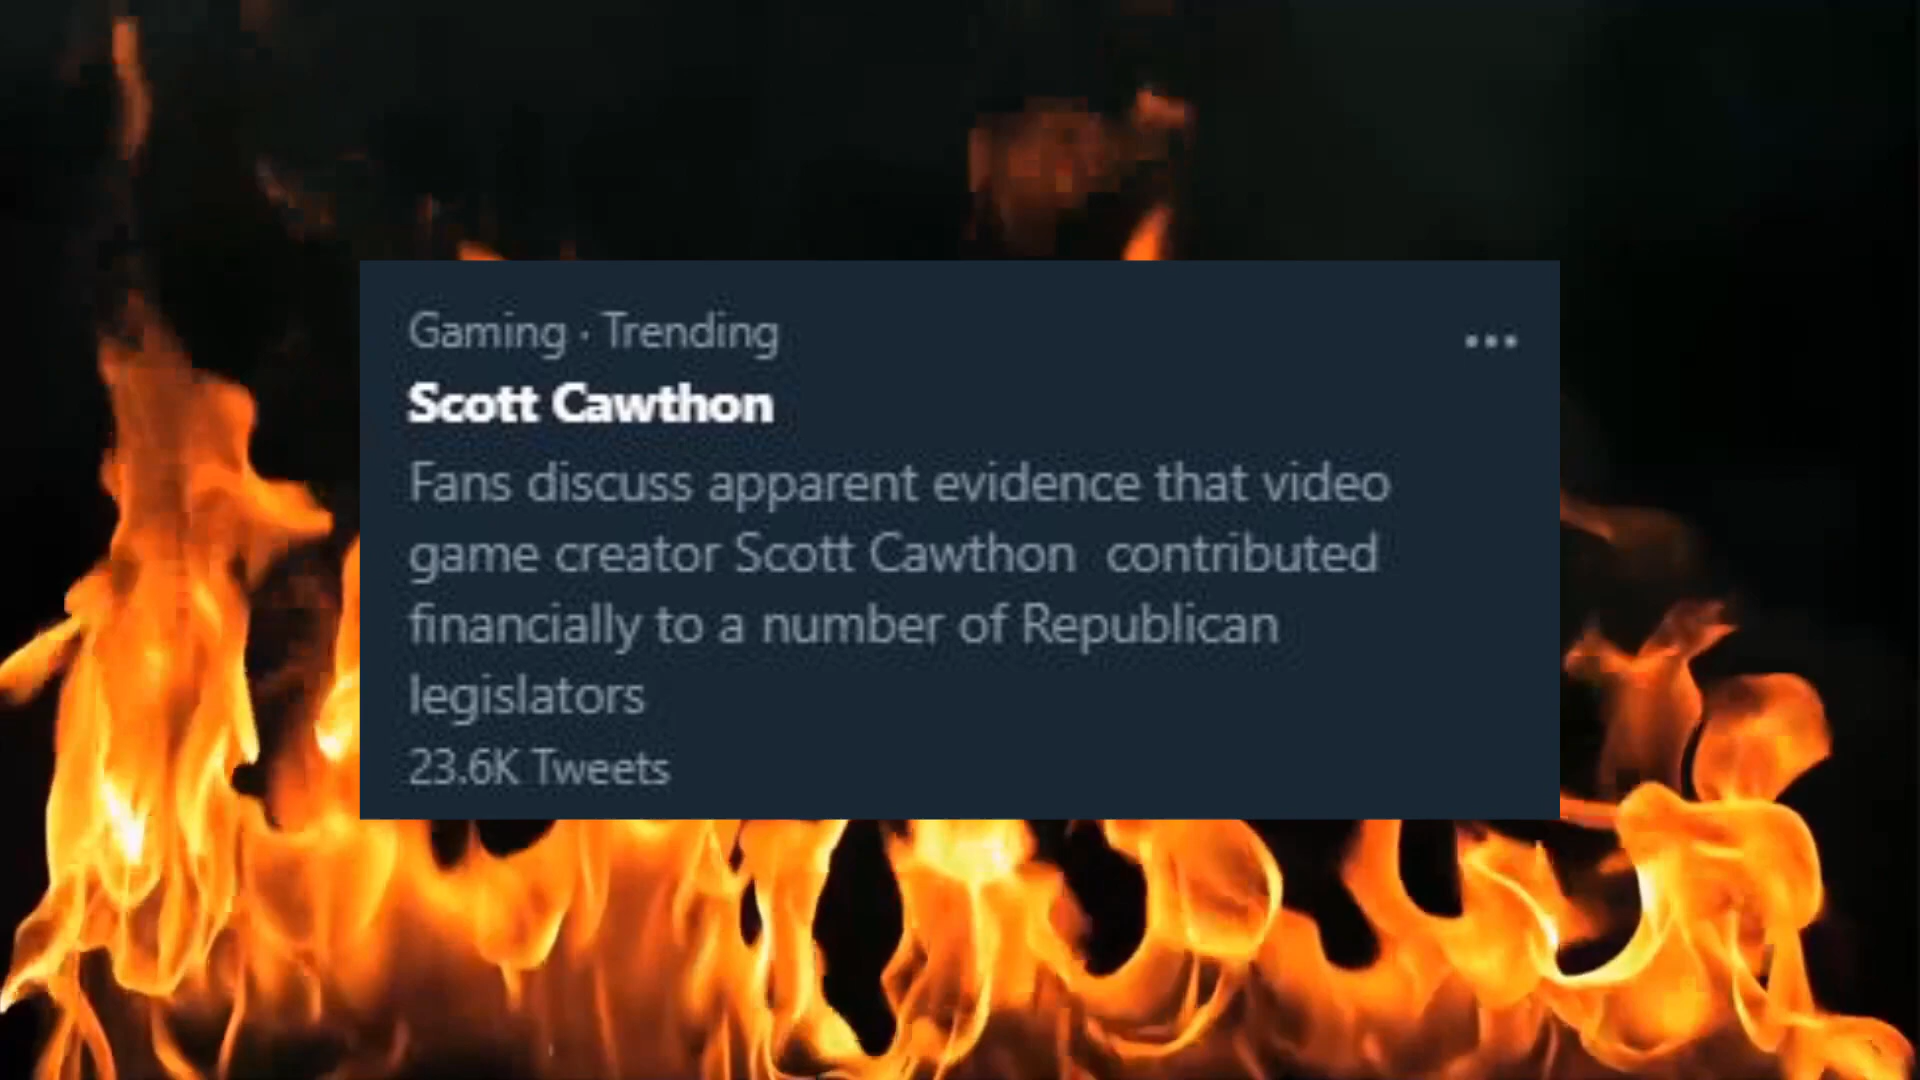 Gaming · Trending
Scott Cawthon
Fans discuss apparent evidence that video
game creator Scott Cawthon  contributed
financially to a number of Republican
legislators
23.6K Tweets